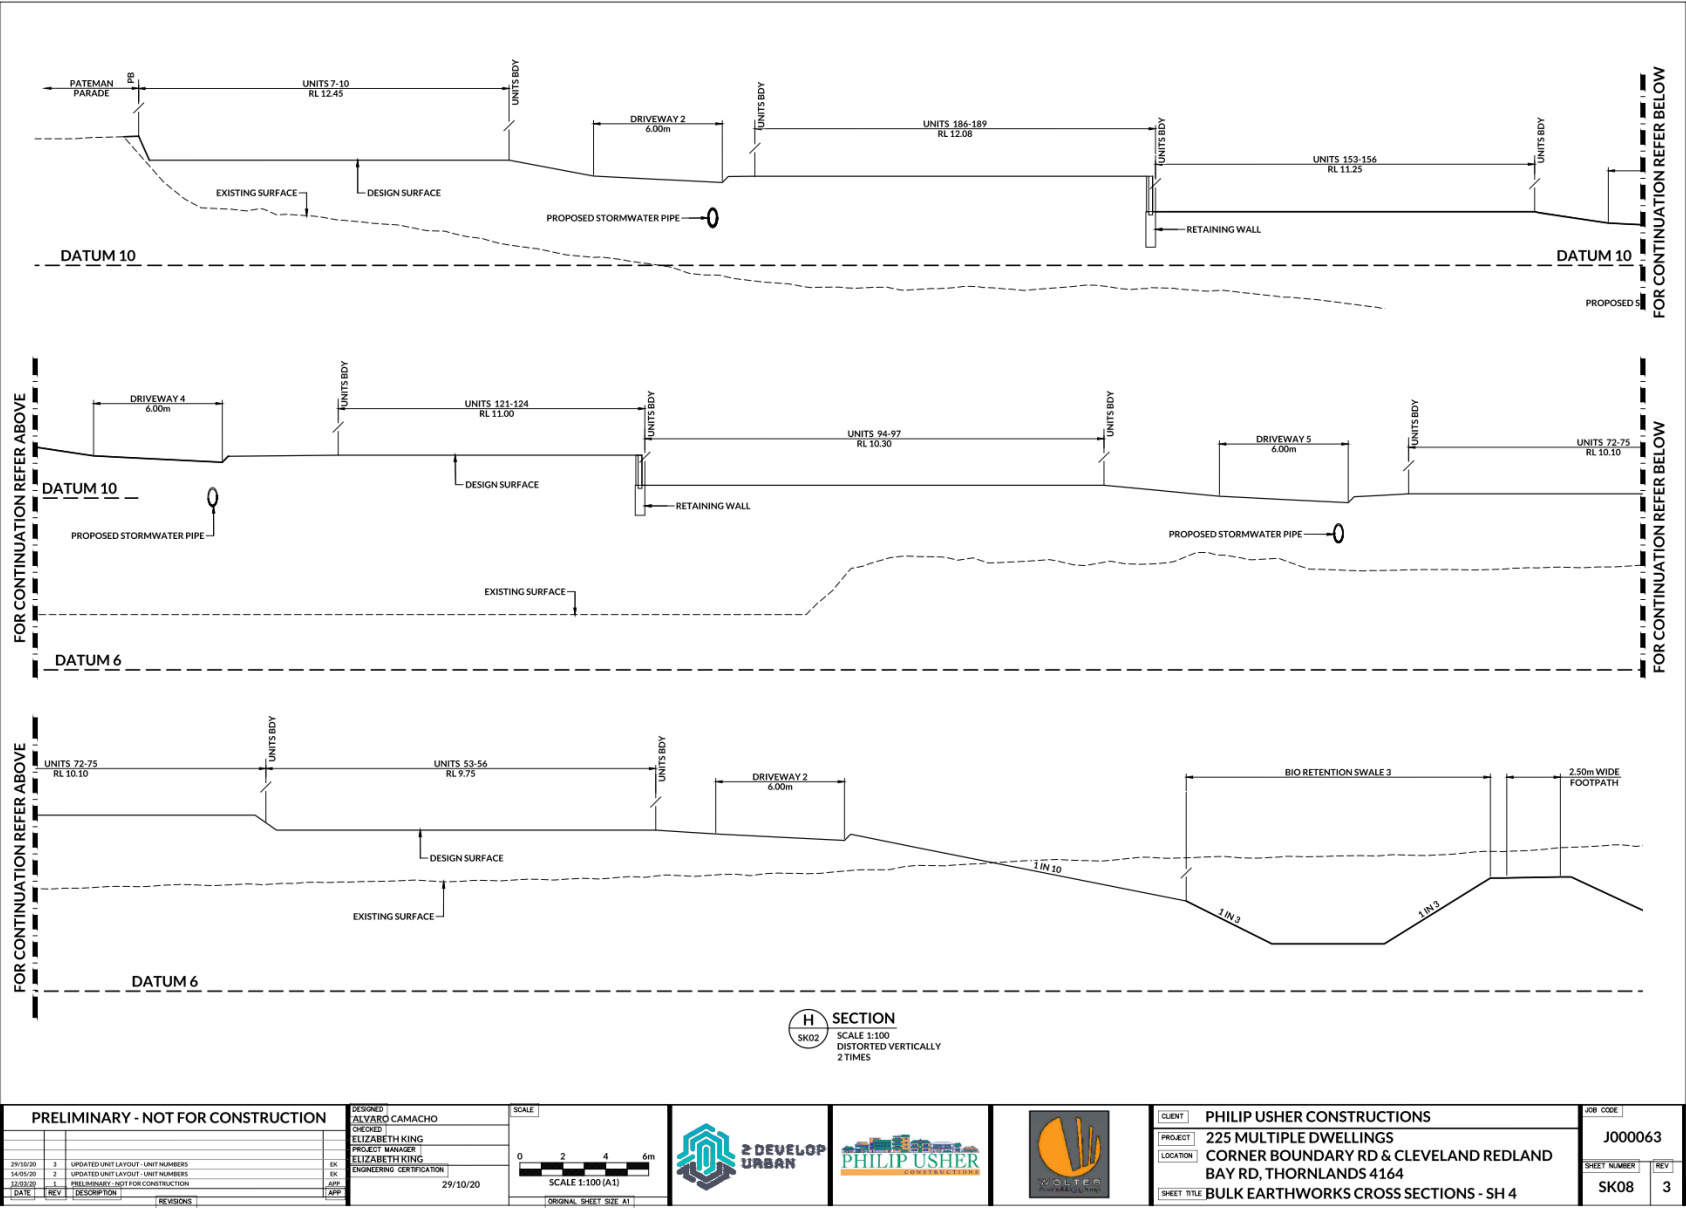 PATEMAN
PARADE
PB
UNITS 7-10
RL 12.45
UNITS BDY
DRIVEWAY 2
6.00m
UNITS BDY
UNITS 186-189
RL 12.08
UNITS BDY
UNITS 153-156
RL 11.25
UNITS BDY
EXISTING SURFACE
DESIGN SURFACE
PROPOSED STORMWATER PIPE
RETAINING WALL
DATUM 10
DATUM 10
PROPOSED S
FOR CONTINUATION REFER BELOW
FOR CONTINUATION REFER ABOVE
DRIVEWAY 4
6.00m
UNITS BDY
UNITS 121-124
RL 11.00
UNITS BDY
UNITS 94-97
RL 10.30
UNITS BDY
DRIVEWAY 5
6.00m
UNITS BDY
UNITS 72-75
RL 10.10
DATUM 10
DESIGN SURFACE
RETAINING WALL
PROPOSED STORMWATER PIPE
PROPOSED STORMWATER PIPE
EXISTING SURFACE
DATUM 6
FOR CONTINUATION REFER BELOW
FOR CONTINUATION REFER ABOVE
UNITS 72-75
RL 10.10
UNITS BDY
UNITS 53-56
RL 9.75
UNITS BDY
DRIVEWAY 2
6.00m
BIO RETENTION SWALE 3
2.50m WIDE
FOOTPATH
DESIGN SURFACE
1 IN 10
EXISTING SURFACE
1 IN 3
1 IN 3
DATUM 6
H
SK02
SECTION
SCALE 1:100
DISTORTED VERTICALLY
2 TIMES
PRELIMINARY - NOT FOR CONSTRUCTION
29/10/20 3 UPDATED UNIT LAYOUT - UNIT NUMBERS EK
14/05/20 2 UPDATED UNIT LAYOUT - UNIT NUMBERS EK
12/03/20 1 PRELIMINARY - NOT FOR CONSTRUCTION APP
DATE REV DESCRIPTION APP
REVISIONS
DESIGNED
ALVARO CAMACHO
CHECKED
ELIZABETH KING
PROJECT MANAGER
ELIZABETH KING
ENGINEERING CERTIFICATION
29/10/20
SCALE
0 2 4 6m
SCALE 1:100 (A1)
ORIGINAL SHEET SIZE A1
2 DEVELOP
URBAN
PHILIP USHER
CONSTRUCTIONS
WOLTER
CLIENT PHILIP USHER CONSTRUCTIONS
PROJECT 225 MULTIPLE DWELLINGS
LOCATION CORNER BOUNDARY RD & CLEVELAND REDLAND
BAY RD, THORNLANDS 4164
SHEET TITLE BULK EARTHWORKS CROSS SECTIONS - SH 4
JOB CODE
J000063
SHEET NUMBER REV
SK08 3